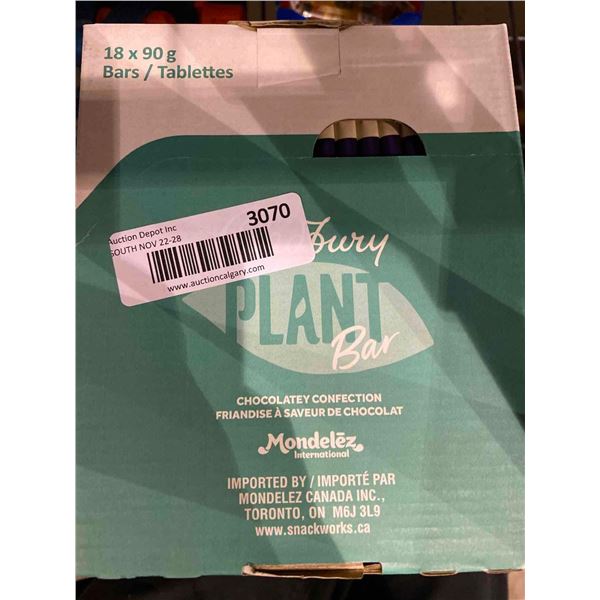 18 x 90 g
Bars / Tablettes
3070
Auction Depot Inc
SOUTH NOV 22-28
www.auctioncalgary.com
bury
PLANT
Bar
CHOCOLATEY CONFECTION
FRIANDISE À SAVEUR DE CHOCOLAT
Mondelēz
International
IMPORTED BY / IMPORTÉ PAR
MONDELEZ CANADA INC.,
TORONTO, ON M6J 3L9
www.snackworks.ca